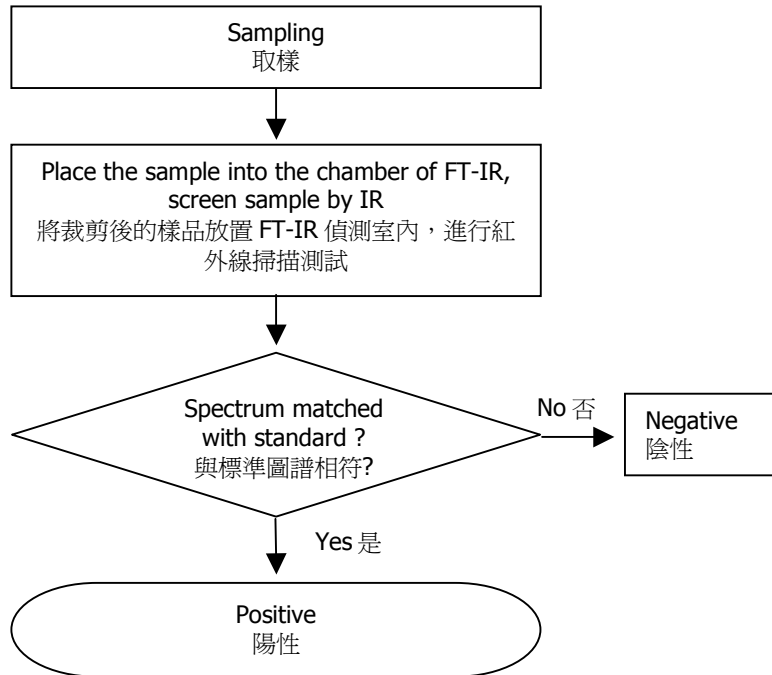 Sampling
取樣
Place the sample into the chamber of FT-IR,
screen sample by IR
將裁剪後的樣品放置 FT-IR 偵測室內，進行紅
外線掃描測試
Spectrum matched
with standard ?
與標準圖譜相符?
No 否
Negative
陰性
Yes 是
Positive
陽性